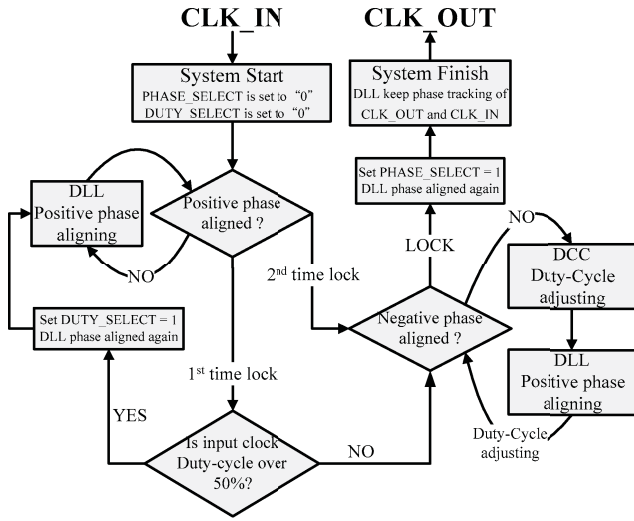 CLK_IN
CLK_OUT
System Start
PHASE_SELECT is set to “0”
DUTY_SELECT is set to “0”
System Finish
DLL keep phase tracking of
CLK_OUT and CLK_IN
Set PHASE_SELECT = 1
DLL phase aligned again
DLL
Positive phase
aligning
Positive phase
aligned ?
NO
NO
DCC
Duty-Cycle
adjusting
LOCK
2nd time lock
Set DUTY_SELECT = 1
DLL phase aligned again
Negative phase
aligned ?
DLL
Positive phase
aligning
1st time lock
YES
Is input clock
Duty-cycle over
50%?
NO
Duty-Cycle
adjusting